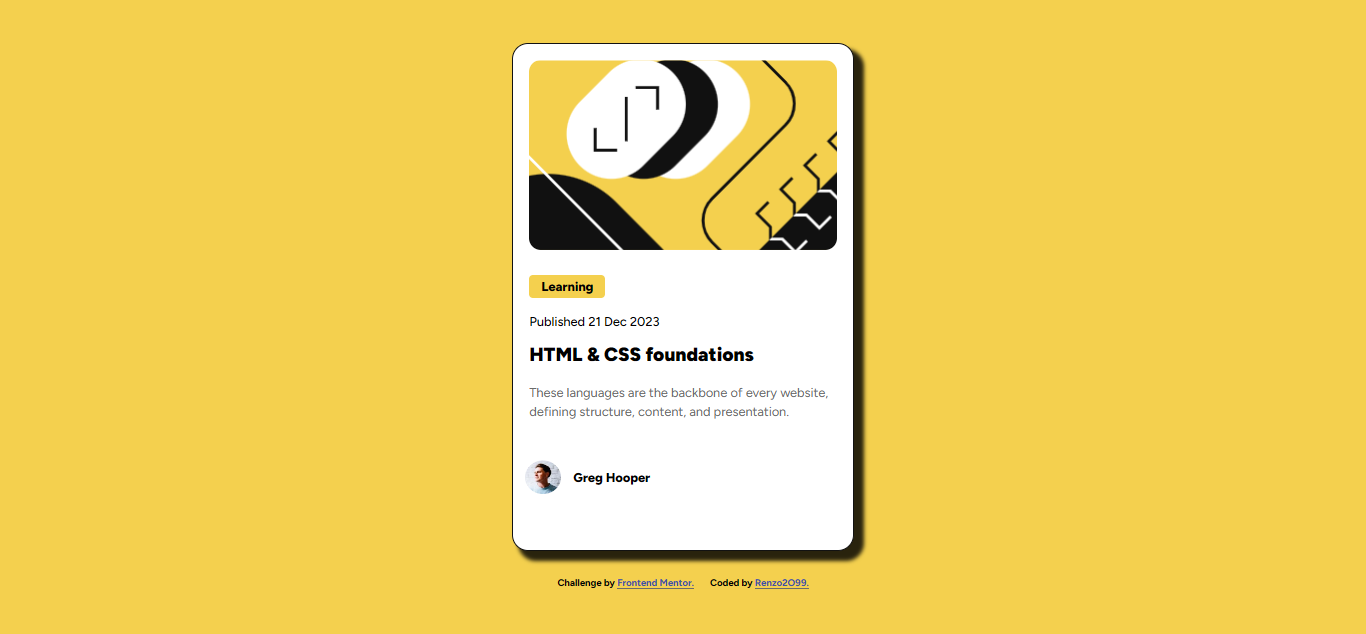 Learning
Published 21 Dec 2023
HTML & CSS foundations
These languages are the backbone of every website,
defining structure, content, and presentation.
Greg Hooper
Challenge by Frontend Mentor. Coded by Renzo2099.